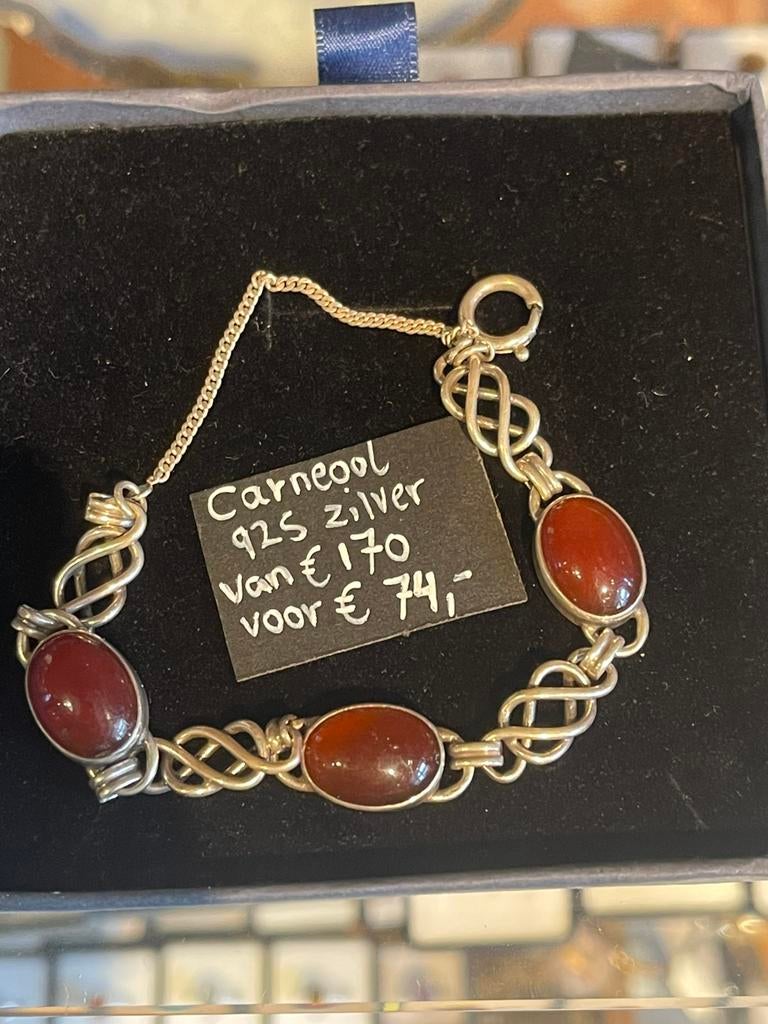 Carneool
925 zilver
van € 170
voor € 74,-